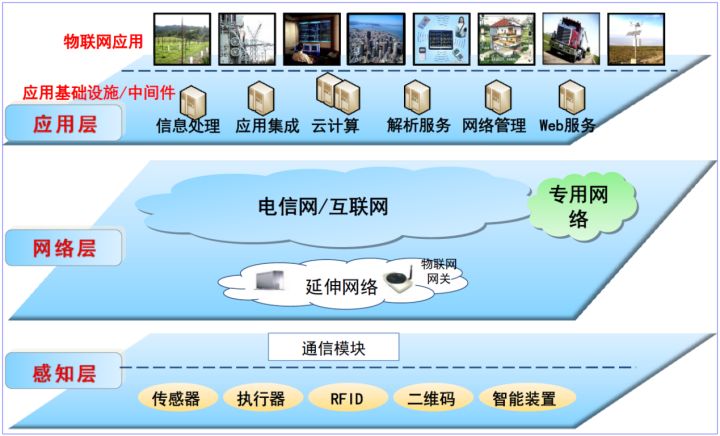 物联网应用
应用基础设施/中间件
应用层
信息处理
应用集成
云计算
解析服务
网络管理
Web服务
电信网/互联网
专用网
络
网络层
延伸网络
物联网
网关
通信模块
感知层
传感器
执行器
RFID
二维码
智能装置